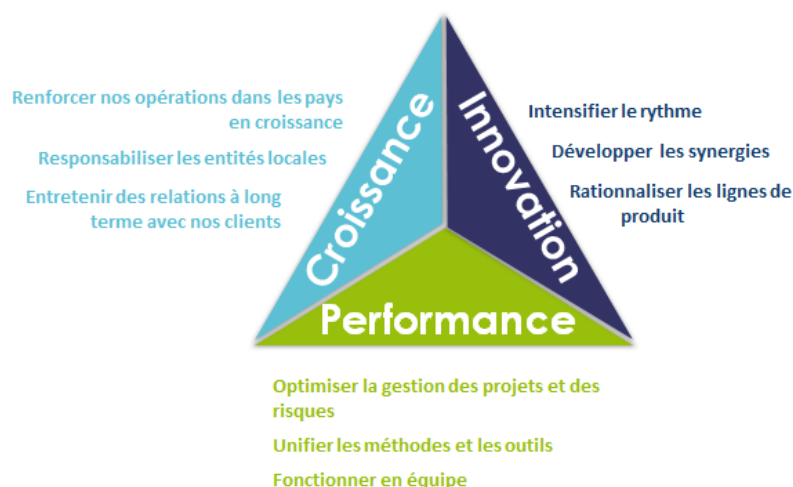 Renforcer nos opérations dans les pays
en croissance
Responsabiliser les entités locales
Entretenir des relations à long
terme avec nos clients
Croissance
Innovation
Intensifier le rythme
Développer les synergies
Rationnaliser les lignes de
produit
Performance
Optimiser la gestion des projets et des
risques
Unifier les méthodes et les outils
Fonctionner en équipe